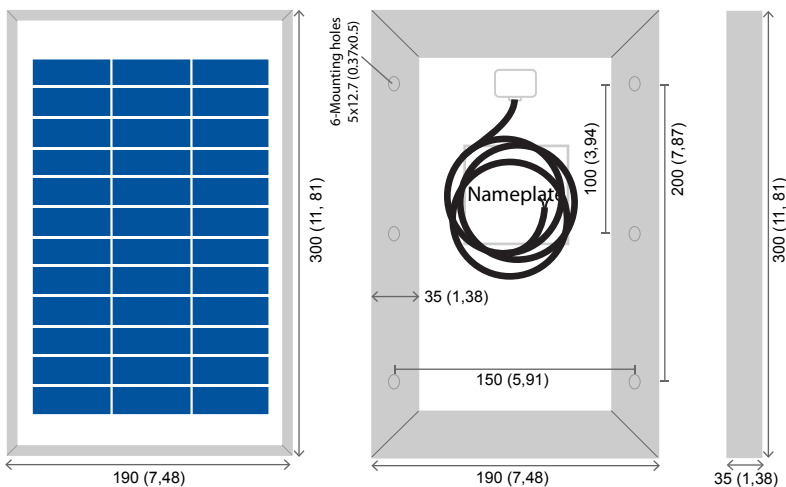 300 (11, 81)
190 (7,48)
6-Mounting holes
5x12.7 (0.37x0.5)
Nameplate
100 (3,94)
200 (7,87)
35 (1,38)
150 (5,91)
190 (7,48)
300 (11, 81)
35 (1,38)